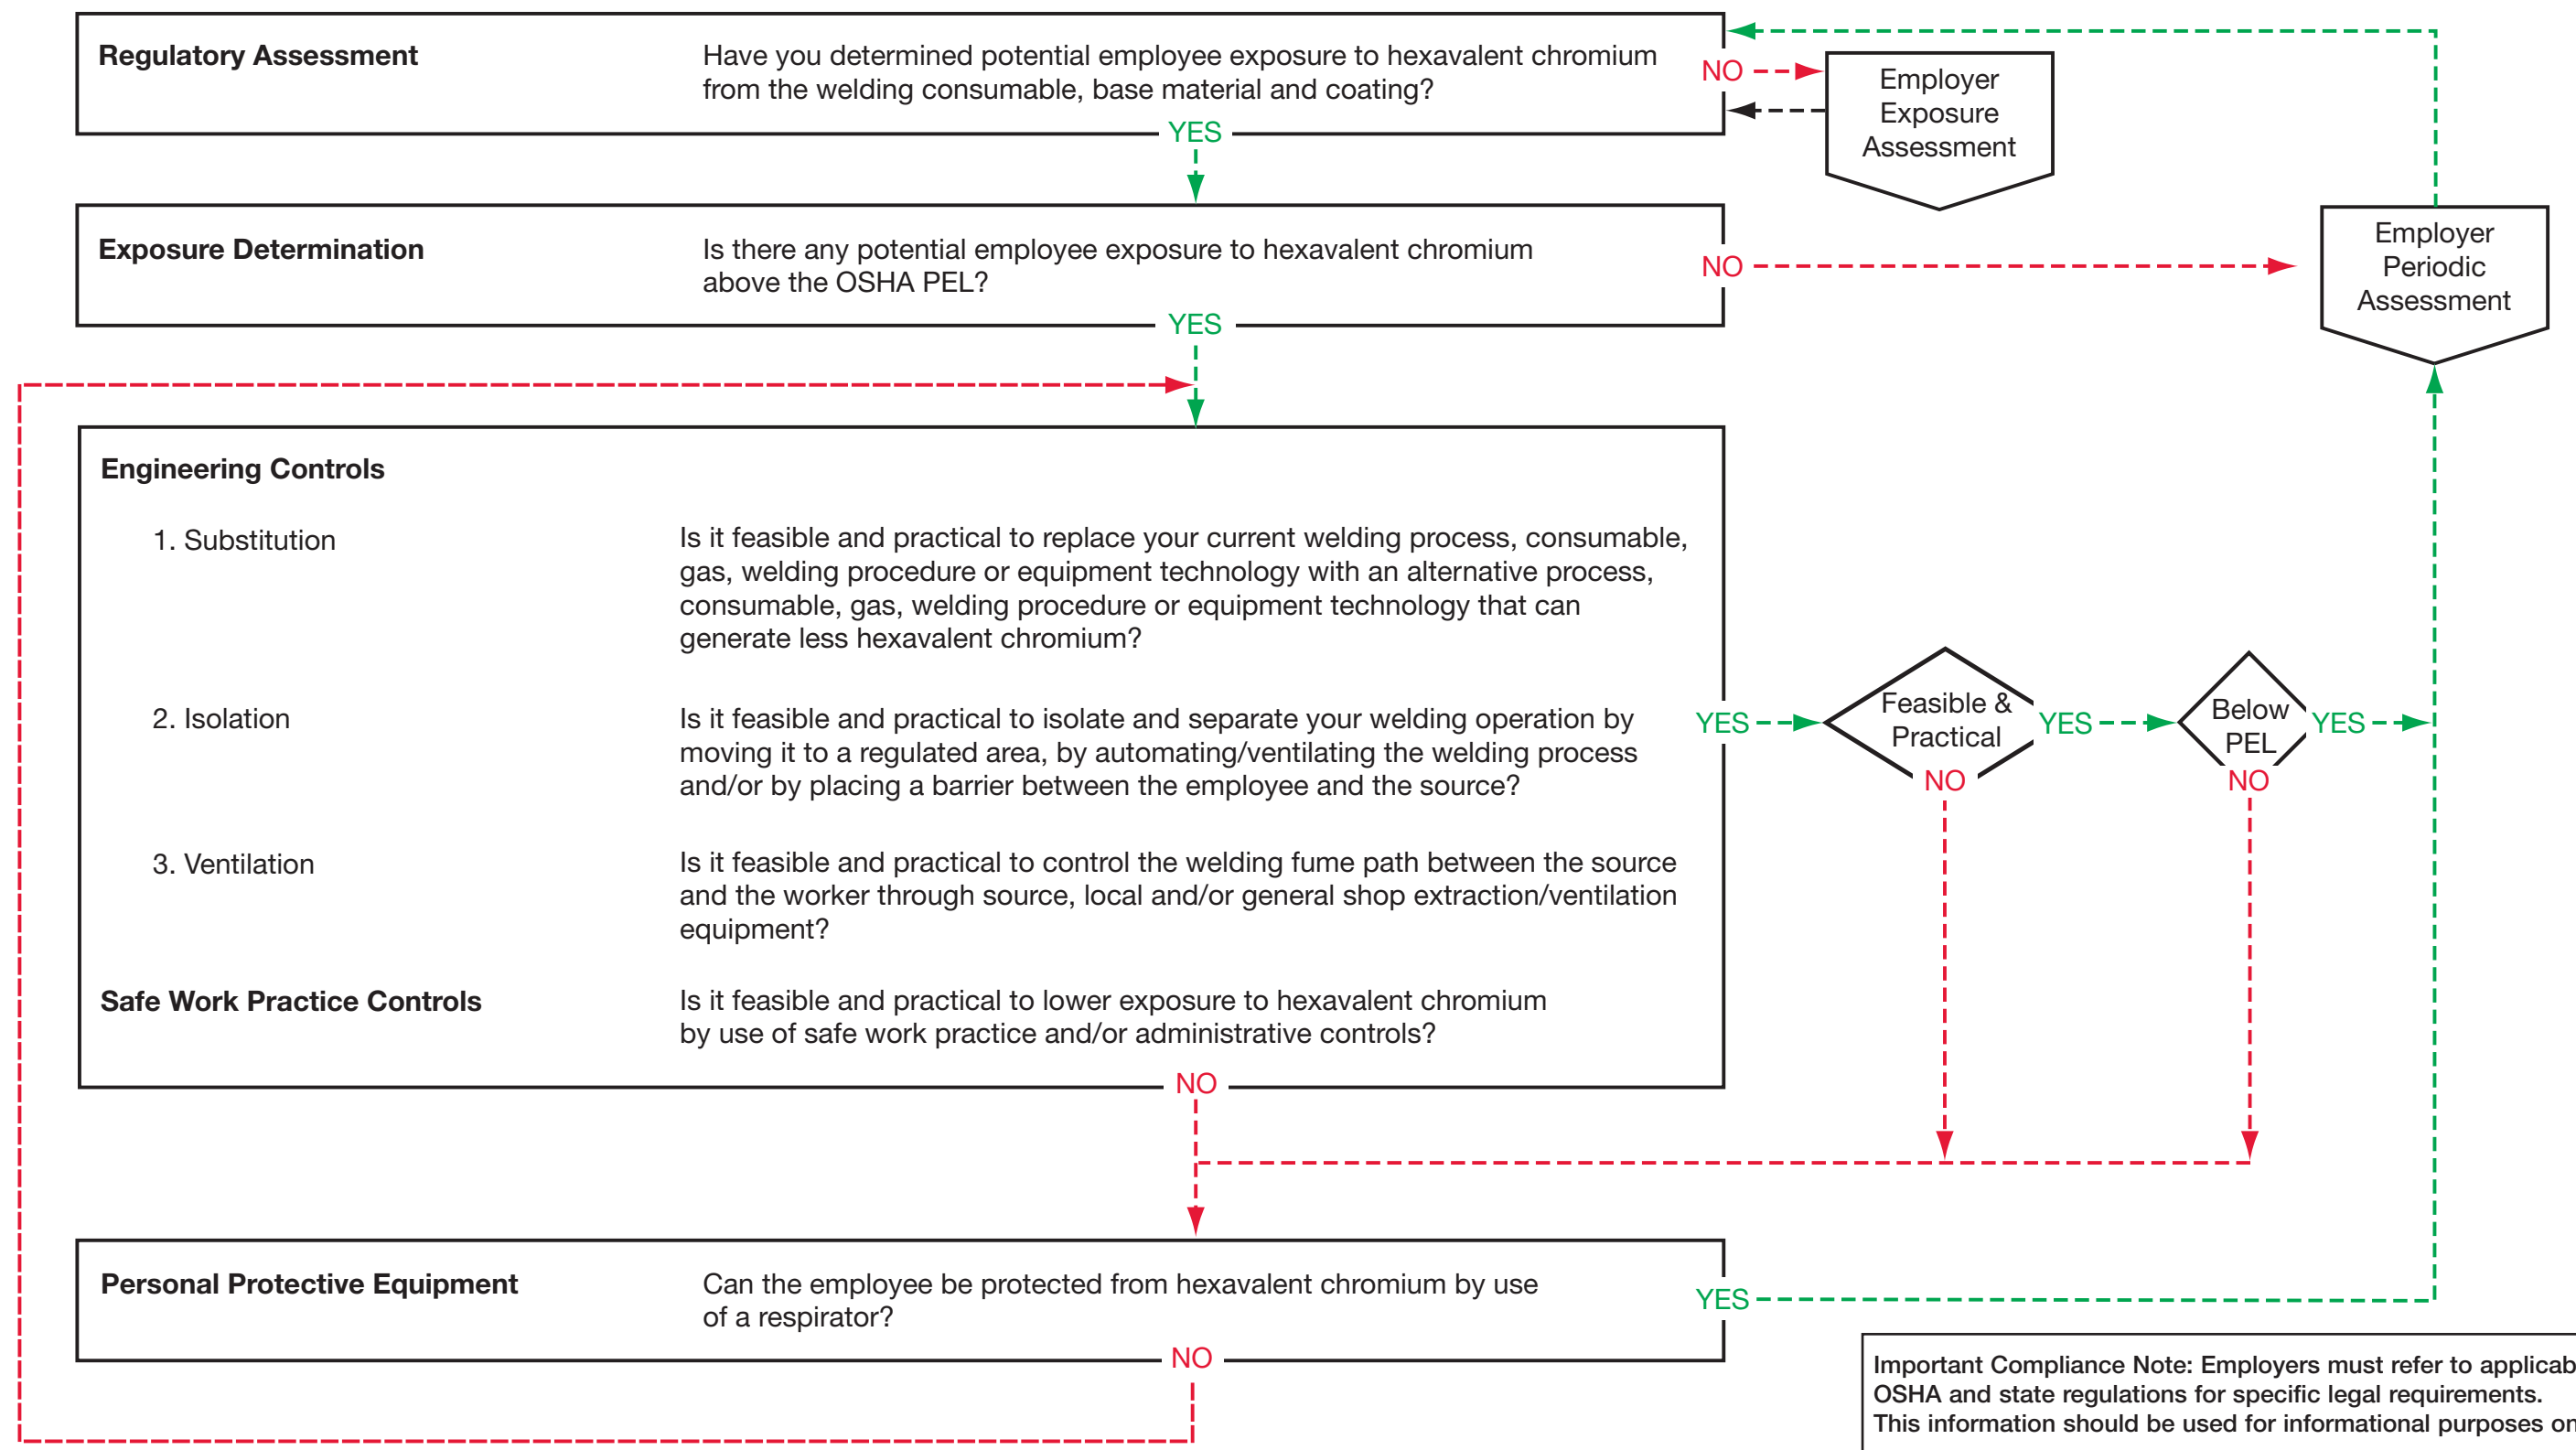 Regulatory Assessment
Have you determined potential employee exposure to hexavalent chromium
from the welding consumable, base material and coating?
NO
Employer
Exposure
Assessment
YES
Exposure Determination
Is there any potential employee exposure to hexavalent chromium
above the OSHA PEL?
NO
Employer
Periodic
Assessment
YES
Engineering Controls
1. Substitution
Is it feasible and practical to replace your current welding process, consumable,
gas, welding procedure or equipment technology with an alternative process,
consumable, gas, welding procedure or equipment technology that can
generate less hexavalent chromium?
2. Isolation
Is it feasible and practical to isolate and separate your welding operation by
moving it to a regulated area, by automating/ventilating the welding process
and/or by placing a barrier between the employee and the source?
YES
Feasible &
Practical
YES
NO
Below
PEL
YES
NO
3. Ventilation
Is it feasible and practical to control the welding fume path between the source
and the worker through source, local and/or general shop extraction/ventilation
equipment?
Safe Work Practice Controls
Is it feasible and practical to lower exposure to hexavalent chromium
by use of safe work practice and/or administrative controls?
NO
Personal Protective Equipment
Can the employee be protected from hexavalent chromium by use
of a respirator?
YES
NO
Important Compliance Note: Employers must refer to
OSHA and state regulations for specific legal requirements.
This information should be used for informational purposes